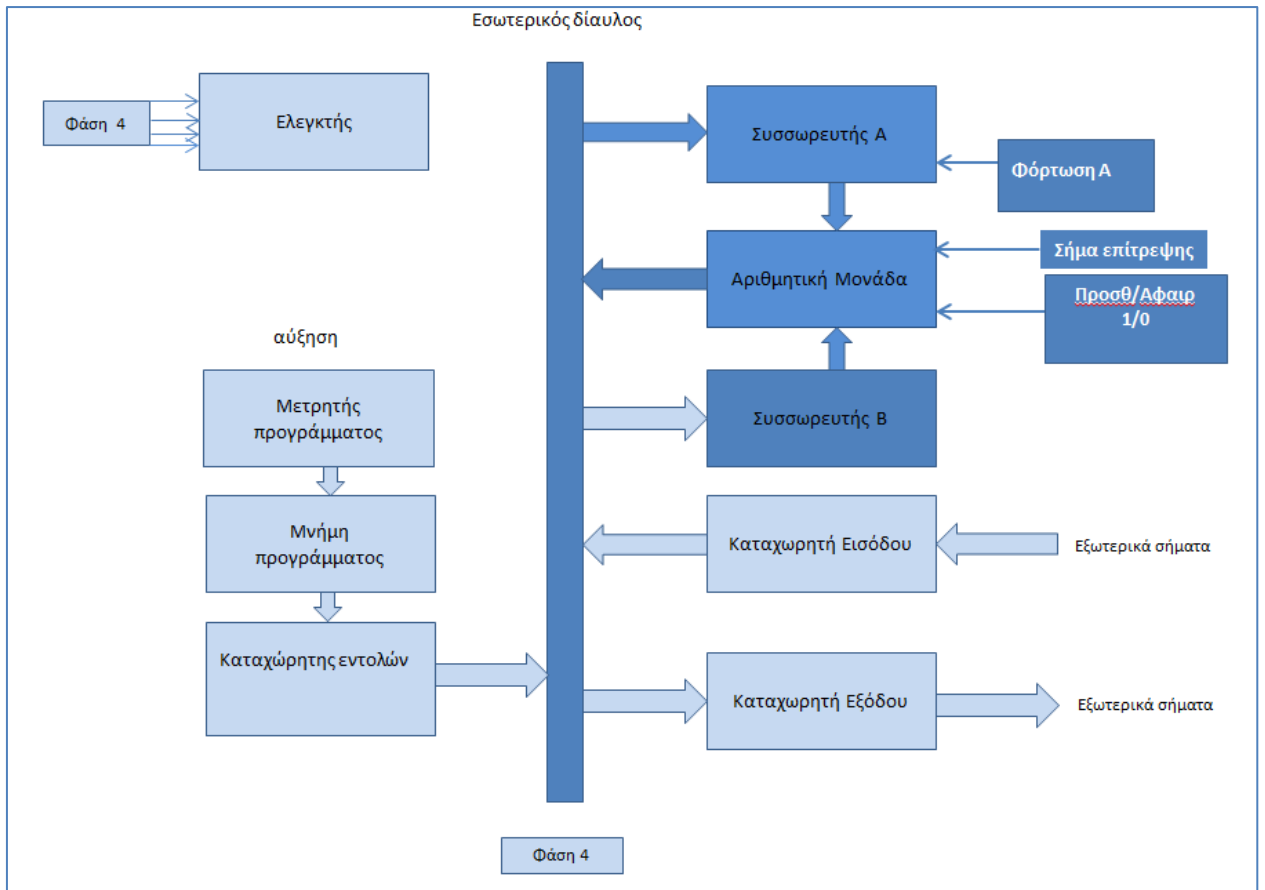 Εσωτερικός δίαυλος
Φάση 4
Ελεγκτής
Συσσωρευτής Α
Φόρτωση Α
Σήμα επίτρεψης
Αριθμητική Μονάδα
Προσθ/Αφαιρ
1/0
αύξηση
Μετρητής
προγράμματος
Συσσωρευτής Β
Μνήμη
προγράμματος
Καταχωρητή Εισόδου
Εξωτερικά σήματα
Καταχώρητης εντολών
Καταχωρητή Εξόδου
Εξωτερικά σήματα
Φάση 4